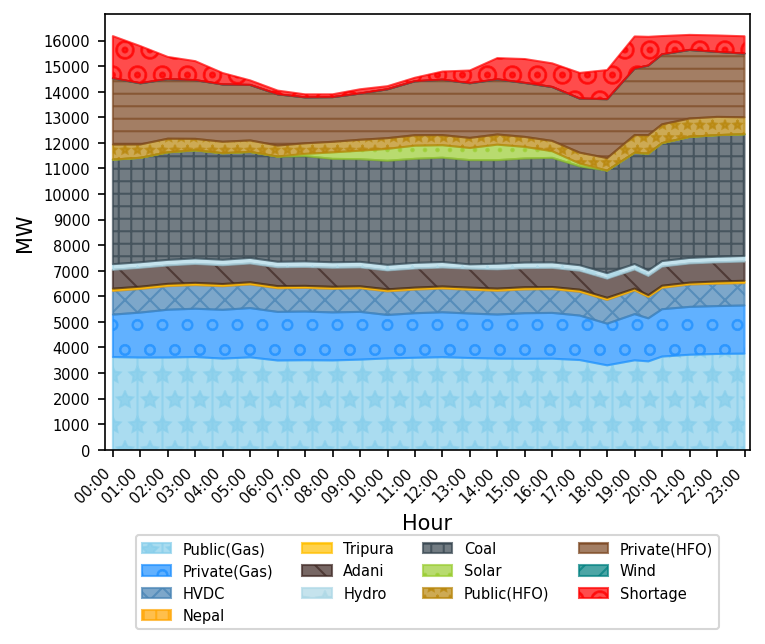 16000
15000
14000
13000
12000
11000
10000
9000
8000
7000
6000
5000
4000
3000
2000
1000
0
MW
00:00 01:00 02:00 03:00 04:00 05:00 06:00 07:00 08:00 09:00 10:00 11:00 12:00 13:00 14:00 15:00 16:00 17:00 18:00 19:00 20:00 21:00 22:00 23:00
Hour
Public(Gas) Tripura Coal Private(HFO)
Private(Gas) Adani Solar Wind
HVDC Hydro Public(HFO) Shortage
Nepal